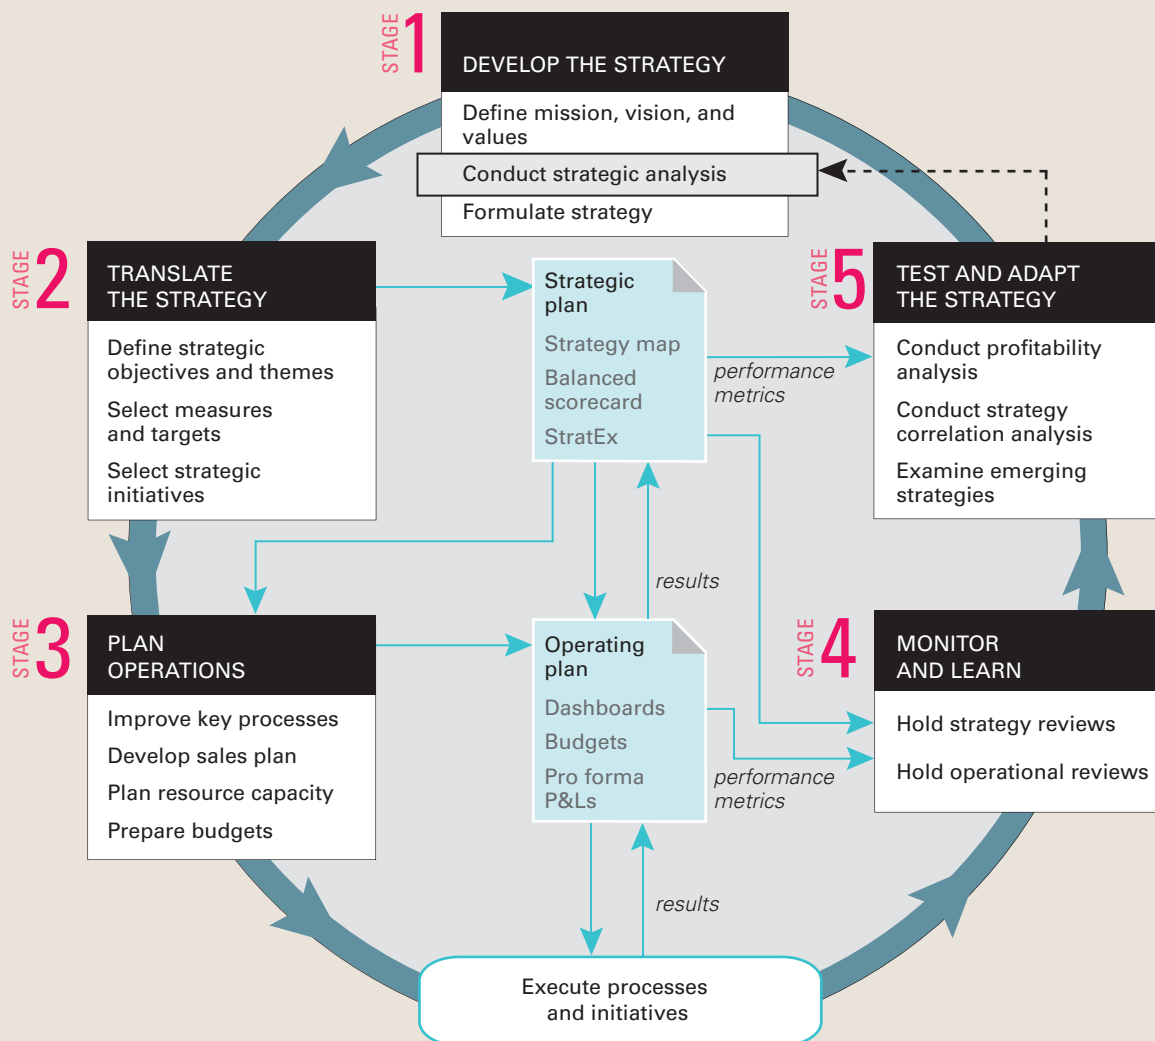 STAGE 1
DEVELOP THE STRATEGY
Define mission, vision, and
values
Conduct strategic analysis
Formulate strategy
STAGE 2
TRANSLATE
THE STRATEGY
Define strategic
objectives and themes
Select measures
and targets
Select strategic
initiatives
Strategic
plan
Strategy map
Balanced
scorecard
StratEx
performance
metrics
STAGE 5
TEST AND ADAPT
THE STRATEGY
Conduct profitability
analysis
Conduct strategy
correlation analysis
Examine emerging
strategies
results
STAGE 3
PLAN
OPERATIONS
Improve key processes
Develop sales plan
Plan resource capacity
Prepare budgets
Operating
plan
Dashboards
Budgets
Pro forma
P&Ls
performance
metrics
STAGE 4
MONITOR
AND LEARN
Hold strategy reviews
Hold operational reviews
results
Execute processes
and initiatives